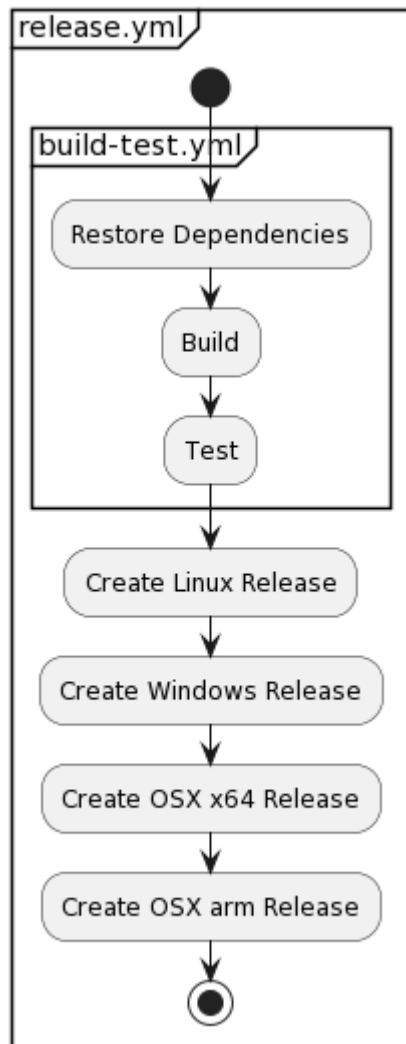 release.yml
build-test.yml
Restore Dependencies
Build
Test
Create Linux Release
Create Windows Release
Create OSX x64 Release
Create OSX arm Release